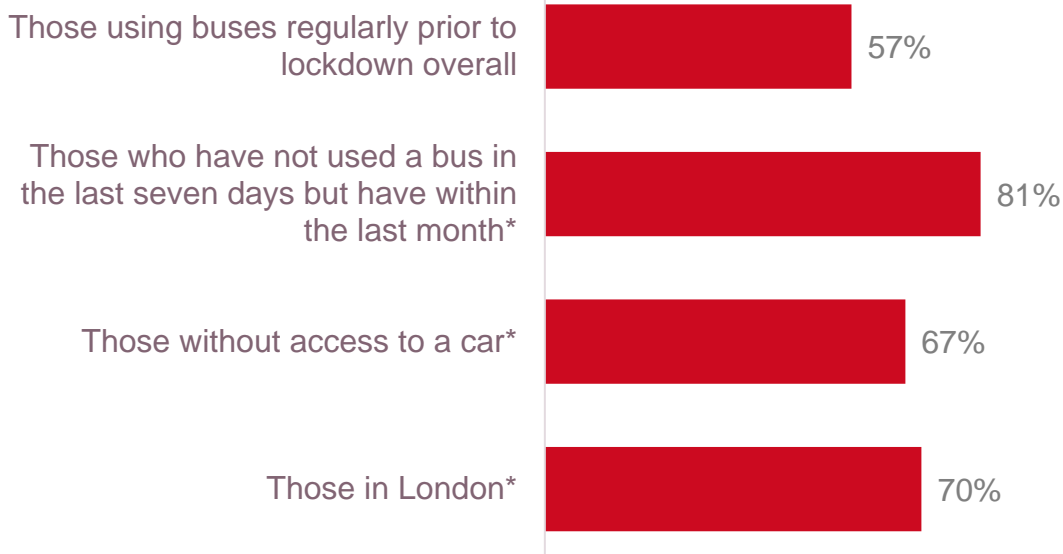 Those using buses regularly prior to
lockdown overall
57%
Those who have not used a bus in
the last seven days but have within
the last month*
81%
Those without access to a car*
67%
Those in London*
70%